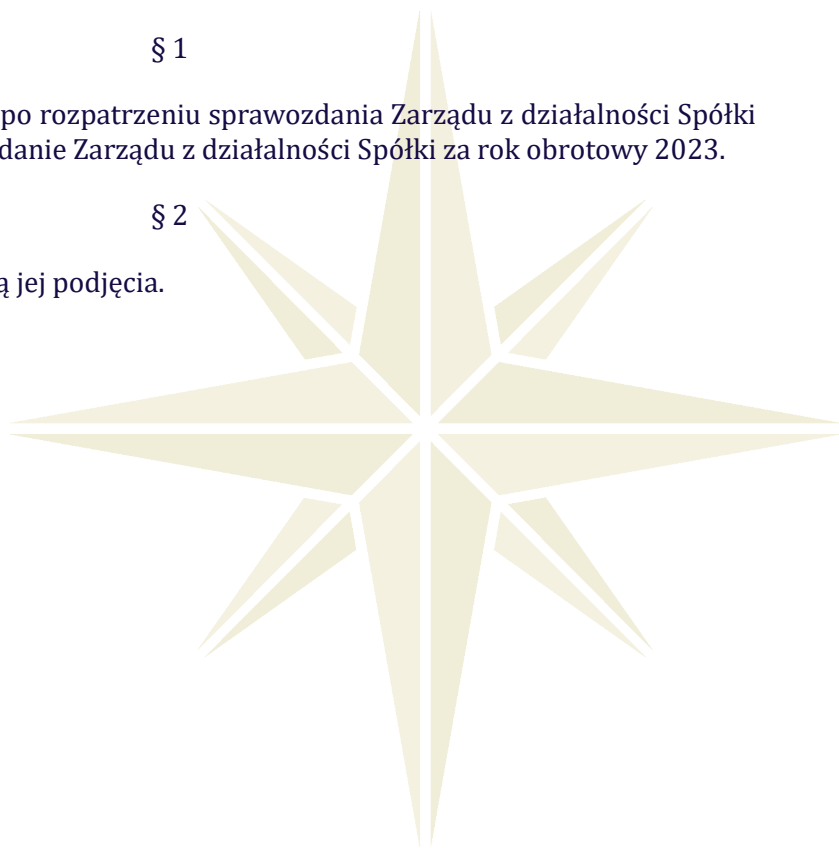 § 1
po rozpatrzeniu sprawozdania Zarządu z działalności Spółki
danie Zarządu z działalności Spółki za rok obrotowy 2023.
§ 2
ą jej podjęcia.